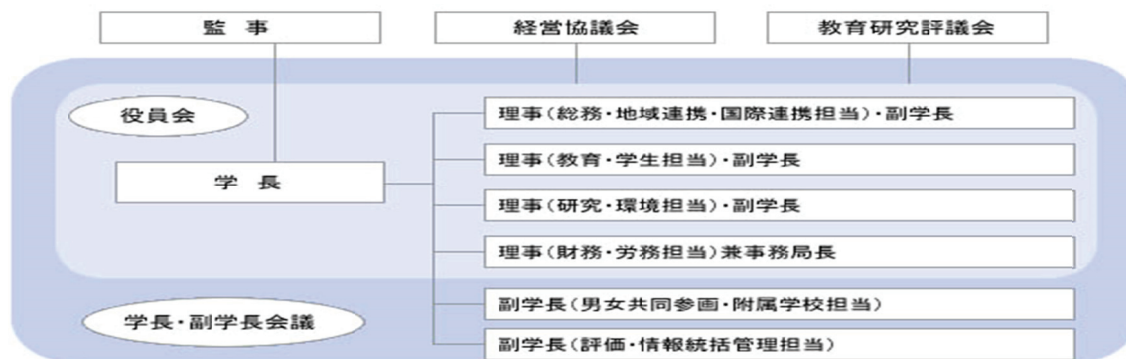 監 事
経営協議会
教育研究評議会
役員会
理事(総務・地域連携・国際連携担当)・副学長
理事(教育・学生担当)・副学長
学 長
理事(研究・環境担当)・副学長
理事(財務・労務担当)兼事務局長
副学長(男女共同参画・附属学校担当)
学長・副学長会議
副学長(評価・情報統括管理担当)